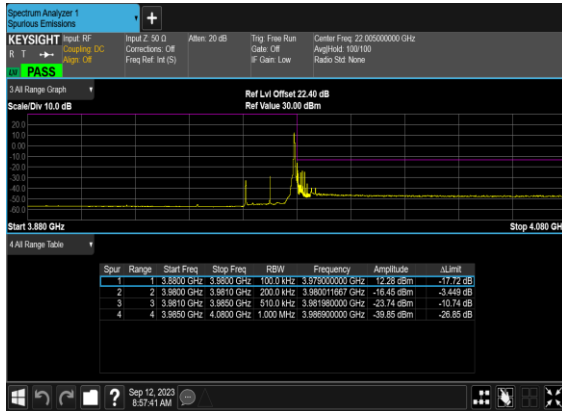 Spectrum Analyzer 1
Spurious Emissions
+
KEYSIGHT Input: RF Input Z: 50 Ω Atten: 20 dB Trig: Free Run Center Freq: 22.005000000 GHz
R T Coupling: DC Corrections: Off Gate: Off Avg|Hold: 100/100
Align: Off Freq Ref: Int (S) IF Gain: Low Radio Std: None
PASS
3 All Range Graph Ref Lvl Offset 22.40 dB
Scale/Div 10.0 dB Ref Value 30.00 dBm
20.0
10.0
0.00
-10.0
-20.0
-30.0
-40.0
-50.0
-60.0
Start 3.880 GHz Stop 4.080 GH
4 All Range Table
Spur Range Start Freq Stop Freq RBW Frequency Amplitude ΔLimit
1 1 3.8800 GHz 3.9800 GHz 100.0 kHz 3.979000000 GHz 12.28 dBm -17.72 dB
2 2 3.9800 GHz 3.9810 GHz 200.0 kHz 3.980011667 GHz -16.45 dBm -3.449 dB
3 3 3.9810 GHz 3.9850 GHz 510.0 kHz 3.981980000 GHz -23.74 dBm -10.74 dB
4 4 3.9850 GHz 4.0800 GHz 1.000 MHz 3.986900000 GHz -39.85 dBm -26.85 dB
? Sep 12, 2023
8:57:41 AM